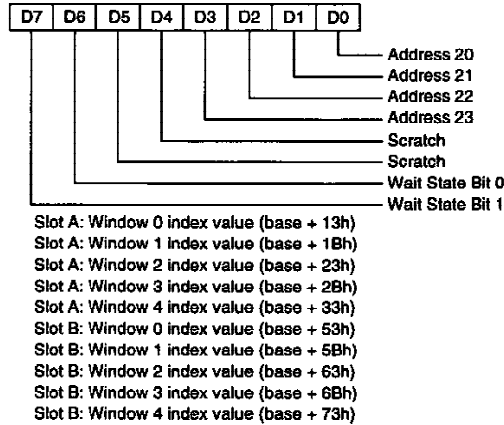 D7 D6 D5 D4 D3 D2 D1 D0
Address 20
Address 21
Address 22
Address 23
Scratch
Scratch
Wait State Bit 0
Wait State Bit 1
Slot A: Window 0 index value (base + 13h)
Slot A: Window 1 index value (base + 1Bh)
Slot A: Window 2 index value (base + 23h)
Slot A: Window 3 index value (base + 2Bh)
Slot A: Window 4 index value (base + 33h)
Slot B: Window 0 index value (base + 53h)
Slot B: Window 1 index value (base + 5Bh)
Slot B: Window 2 index value (base + 63h)
Slot B: Window 3 index value (base + 6Bh)
Slot B: Window 4 index value (base + 73h)